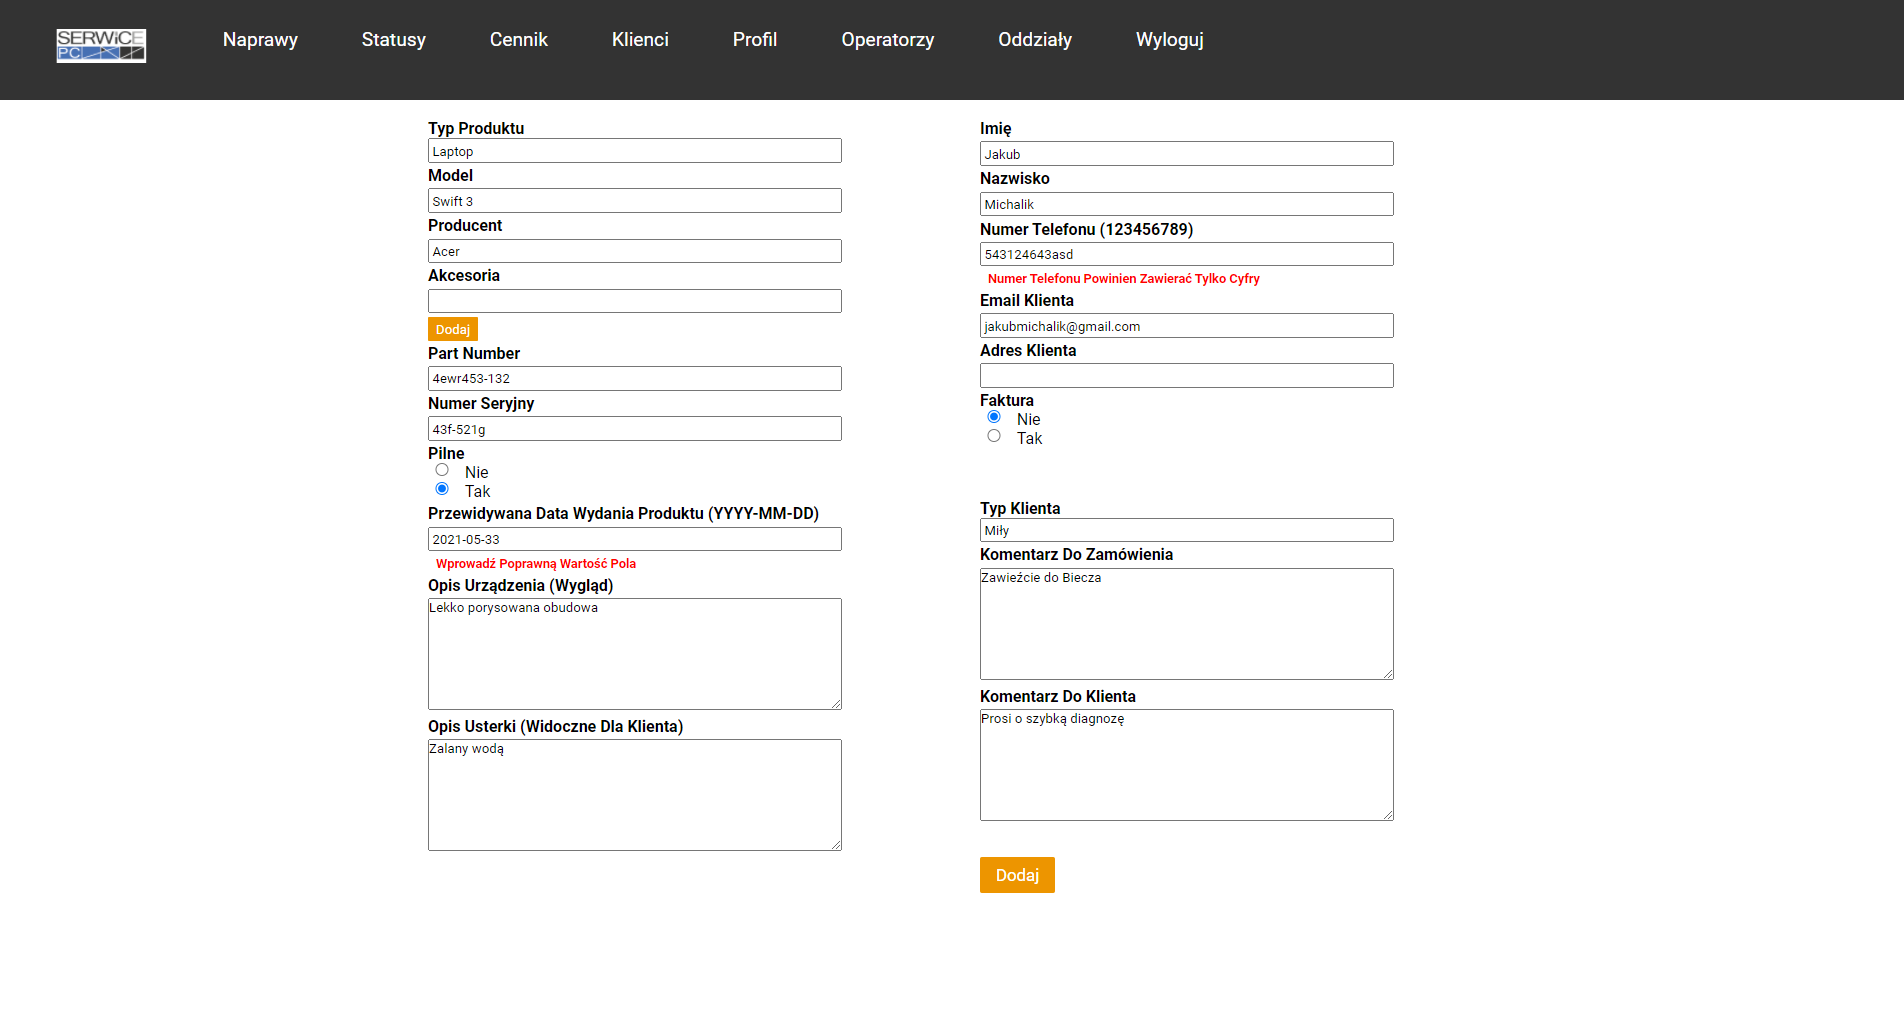 SERWiCE
PC
Naprawy Statusy Cennik Klienci Profil Operatorzy Oddziały Wyloguj
Typ Produktu
Laptop
Model
Swift 3
Producent
Acer
Akcesoria
Dodaj
Part Number
4ewr453-132
Numer Seryjny
43f-521g
Pilne
Nie
Tak
Przewidywana Data Wydania Produktu (YYYY-MM-DD)
2021-05-33
Wprowadź Poprawną Wartość Pola
Opis Urządzenia (Wygląd)
Lekko porysowana obudowa
Opis Usterki (Widoczne Dla Klienta)
Zalany wodą
Imię
Jakub
Nazwisko
Michalik
Numer Telefonu (123456789)
543124643asd
Numer Telefonu Powinien Zawierać Tylko Cyfry
Email Klienta
jakubmichalik@gmail.com
Adres Klienta
Faktura
Nie
Tak
Typ Klienta
Miły
Komentarz Do Zamówienia
Zawieźcie do Biecza
Komentarz Do Klienta
Prosi o szybką diagnozę
Dodaj